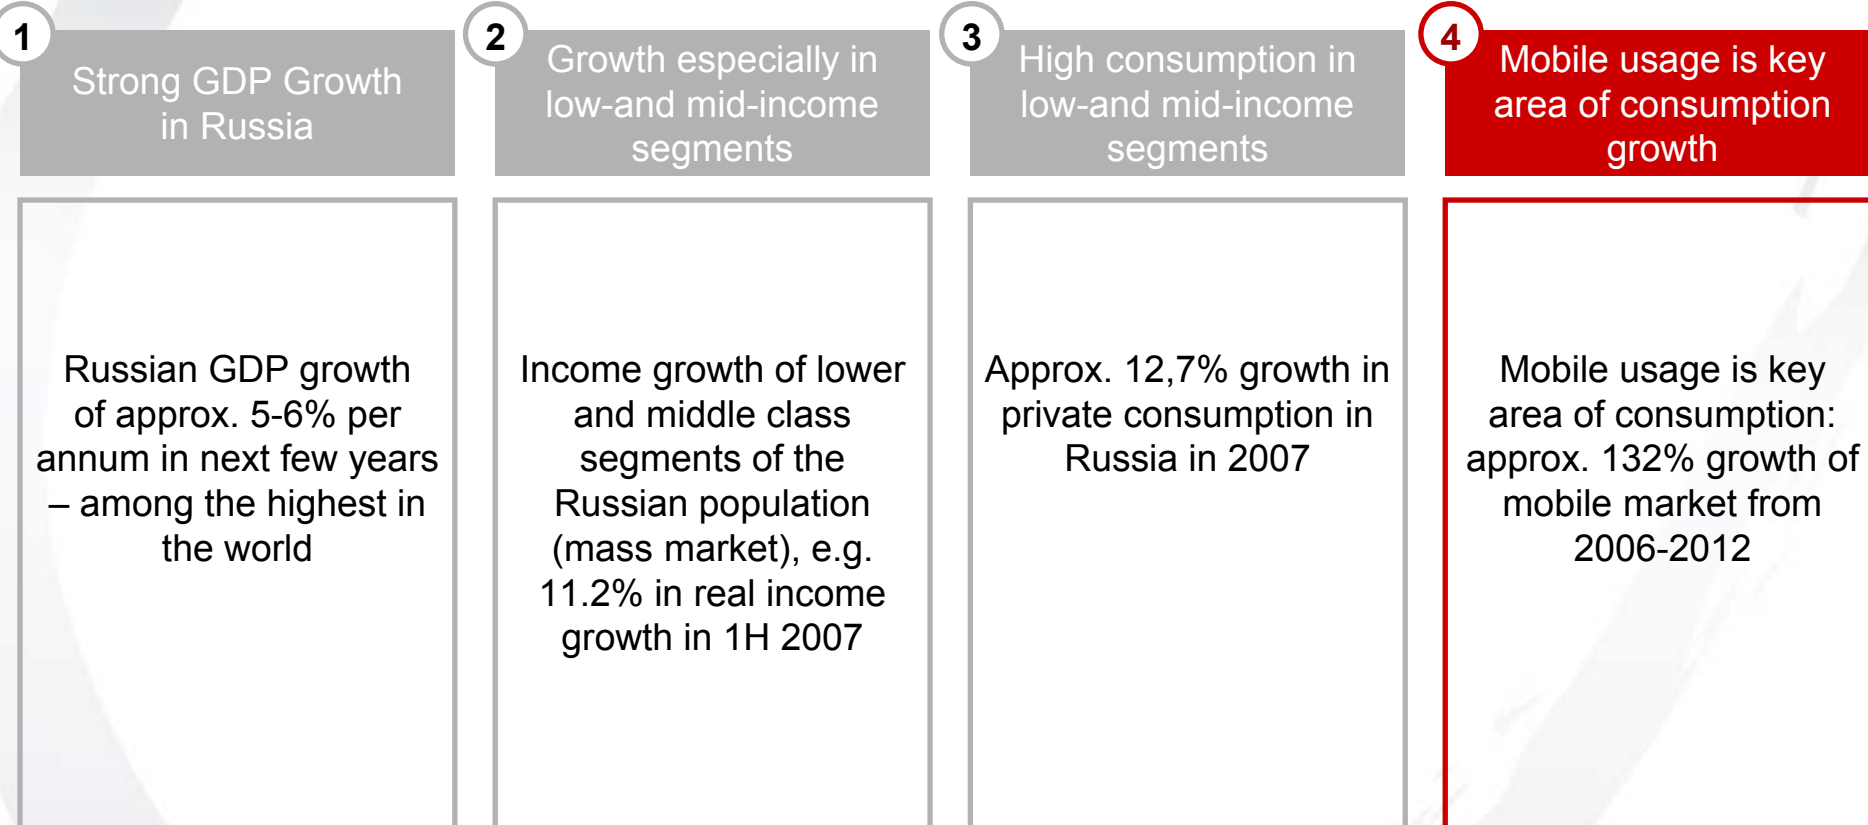 1
Strong GDP Growth
in Russia
Russian GDP growth
of approx. 5-6% per
annum in next few years
– among the highest in
the world
2
Growth especially in
low-and mid-income
segments
Income growth of lower
and middle class
segments of the
Russian population
(mass market), e.g.
11.2% in real income
growth in 1H 2007
3
High consumption in
low-and mid-income
segments
Approx. 12,7% growth in
private consumption in
Russia in 2007
4
Mobile usage is key
area of consumption
growth
Mobile usage is key
area of consumption:
approx. 132% growth of
mobile market from
2006-2012